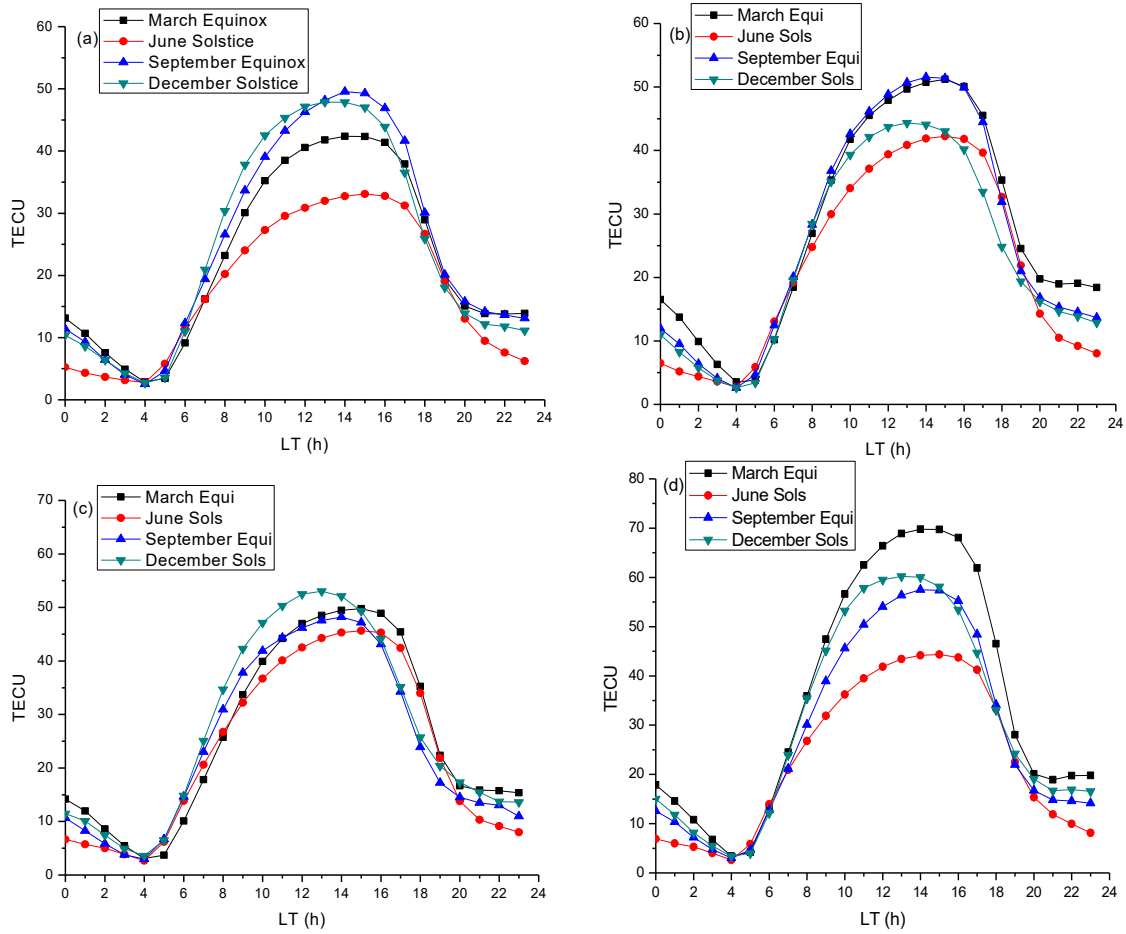 (a)
March Equinox
June Solstice
September Equinox
December Solstice
60
50
40
30
20
10
0
TECU
0 2 4 6 8 10 12 14 16 18 20 22 24
LT (h)
(b)
March Equi
June Sols
September Equi
December Sols
60
50
40
30
20
10
0
TECU
0 2 4 6 8 10 12 14 16 18 20 22 24
LT (h)
(c)
March Equi
June Sols
September Equi
December Sols
70
60
50
40
30
20
10
0
TECU
0 2 4 6 8 10 12 14 16 18 20 22 24
LT (h)
(d)
March Equi
June Sols
September Equi
December Sols
80
70
60
50
40
30
20
10
0
TECU
0 2 4 6 8 10 12 14 16 18 20 22 24
LT (h)